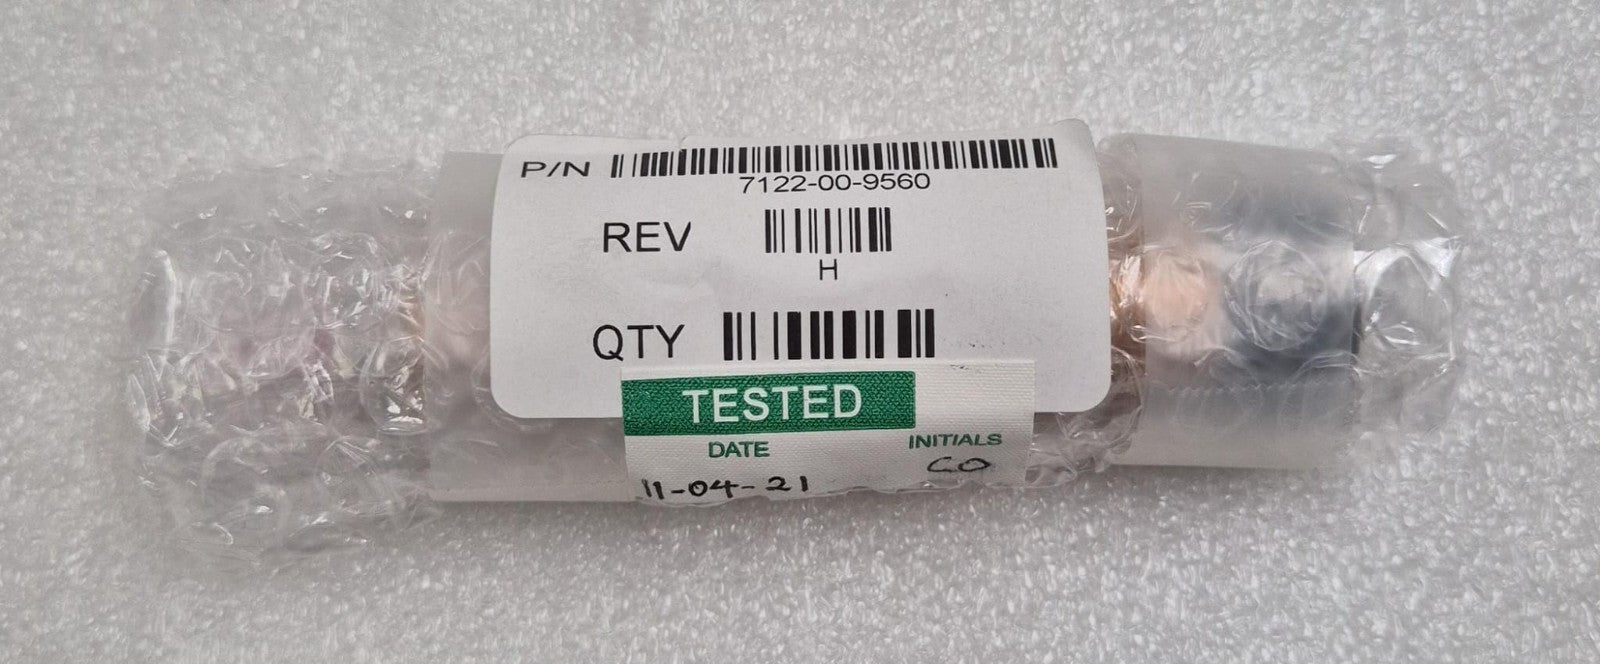 P/N
7122-00-9560
REV
H
QTY
TESTED
DATE INITIALS
11-04-21 CO